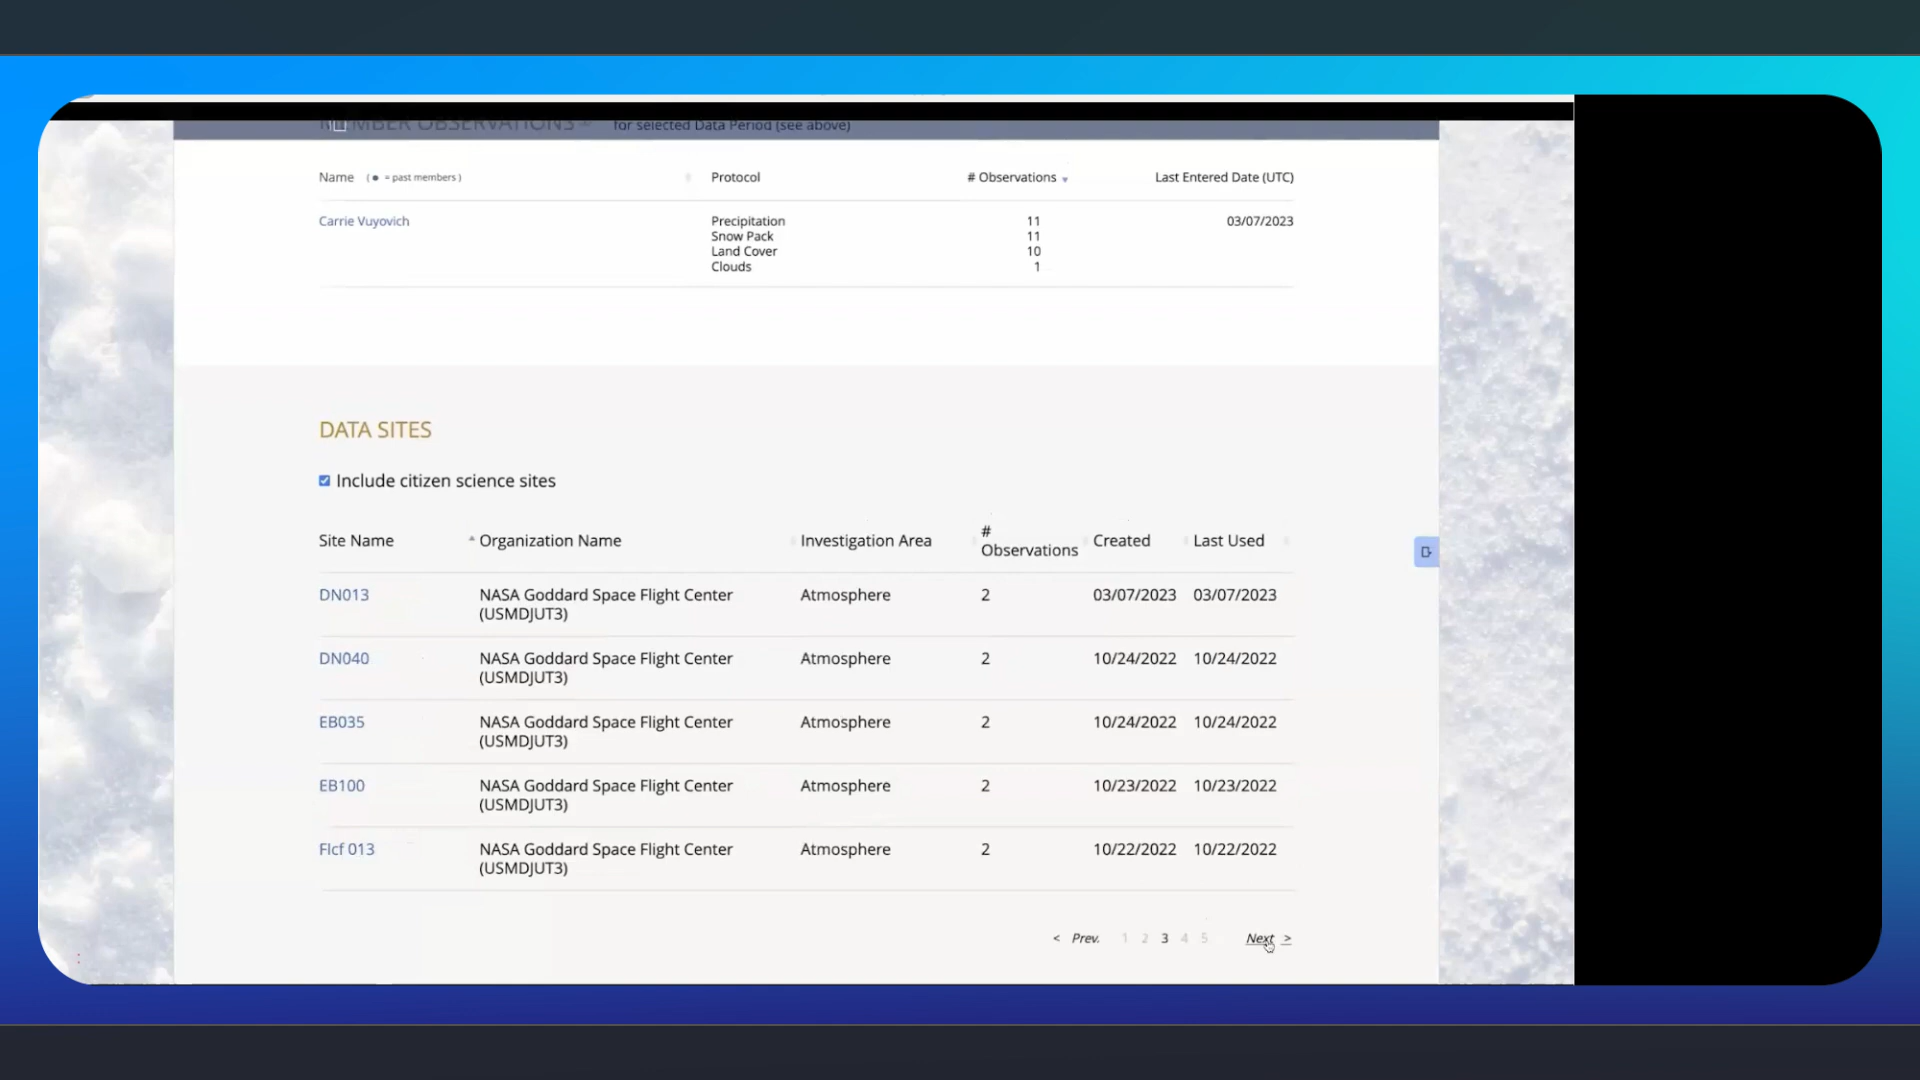 MEMBER OBSERVATIONS for selected Data Period (see above)
Name ( ● = past members ) Protocol # Observations Last Entered Date (UTC)
Carrie Vuyovich Precipitation 11 03/07/2023
Snow Pack 11
Land Cover 10
Clouds 1
DATA SITES
Include citizen science sites
Site Name Organization Name Investigation Area # Observations Created Last Used
DN013 NASA Goddard Space Flight Center Atmosphere 2 03/07/2023 03/07/2023
(USMDJUT3)
DN040 NASA Goddard Space Flight Center Atmosphere 2 10/24/2022 10/24/2022
(USMDJUT3)
EB035 NASA Goddard Space Flight Center Atmosphere 2 10/24/2022 10/24/2022
(USMDJUT3)
EB100 NASA Goddard Space Flight Center Atmosphere 2 10/23/2022 10/23/2022
(USMDJUT3)
Flcf 013 NASA Goddard Space Flight Center Atmosphere 2 10/22/2022 10/22/2022
(USMDJUT3)
< Prev. 1 2 3 4 5 Next >